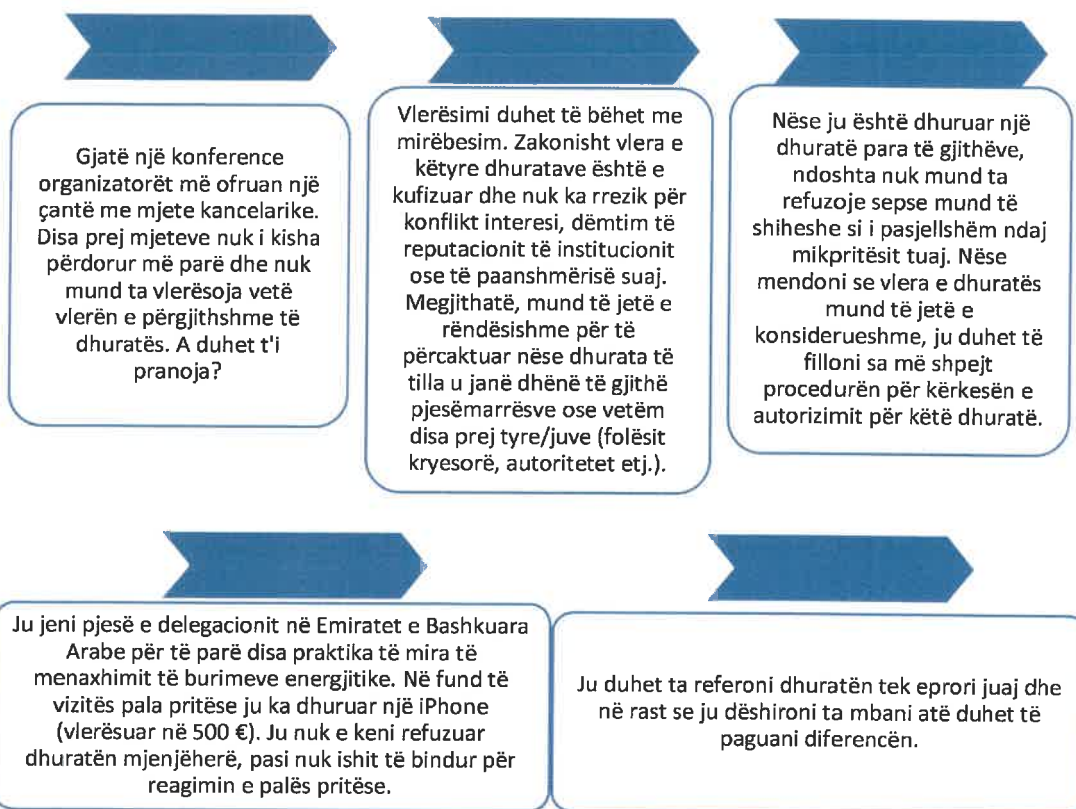 Gjatë një konference
organizatorët më ofruan një
çantë me mjete kancelarike.
Disa prej mjeteve nuk i kisha
përdorur më parë dhe nuk
mund ta vlerësoja vetë
vlerën e përgjithshme të
dhuratës. A duhet t'i
pranoja?
Vlerësimi duhet të bëhet me
mirëbesim. Zakonisht vlera e
këtyre dhuratave është e
kufizuar dhe nuk ka rrezik për
konflikt interesi, dëmtim të
reputacionit të institucionit
ose të paanshmërisë suaj.
Megjithatë, mund të jetë e
rëndësishme për të
përcaktuar nëse dhurata të
tilla u janë dhënë të gjithë
pjesëmarrësve ose vetëm
disa prej tyre/juve (folësit
kryesorë, autoritetet etj.).
Nëse ju është dhuruar një
dhuratë para të gjithëve,
ndoshta nuk mund ta
refuzoje sepse mund të
shiheshe si i pasjellshëm ndaj
mikpritësit tuaj. Nëse
mendoni se vlera e dhuratës
mund të jetë e
konsiderueshme, ju duhet të
filloni sa më shpejt
procedurën për kërkesën e
autorizimit për këtë dhuratë.
Ju jeni pjesë e delegacionit në Emiratet e Bashkuara
Arabe për të parë disa praktika të mira të
menaxhimit të burimeve energjitike. Në fund të
vizitës pala pritëse ju ka dhuruar një iPhone
(vlerësuar në 500 €). Ju nuk e keni refuzuar
dhuratën mjenjëherë, pasi nuk ishit të bindur për
reagimin e palës pritëse.
Ju duhet ta referoni dhuratën tek eprori juaj dhe
në rast se ju dëshironi ta mbani atë duhet të
paguani diferencën.